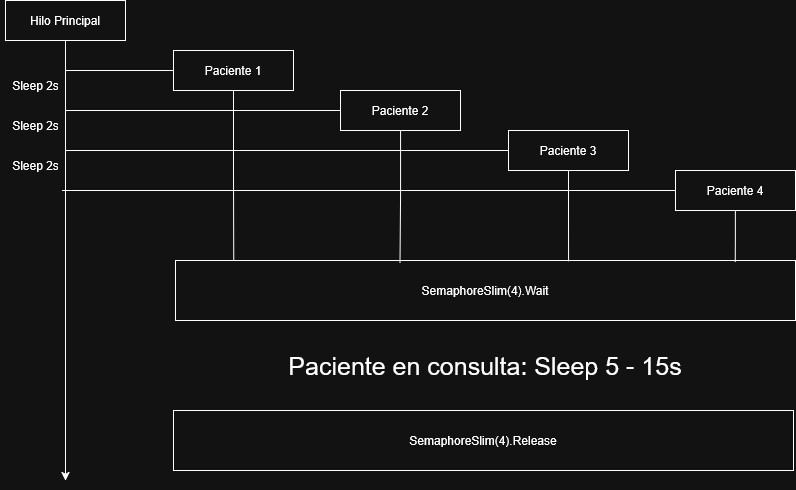 Hilo Principal
Paciente 1
Sleep 2s
Paciente 2
Sleep 2s
Paciente 3
Sleep 2s
Paciente 4
SemaphoreSlim(4).Wait
Paciente en consulta: Sleep 5 - 15s
SemaphoreSlim(4).Release